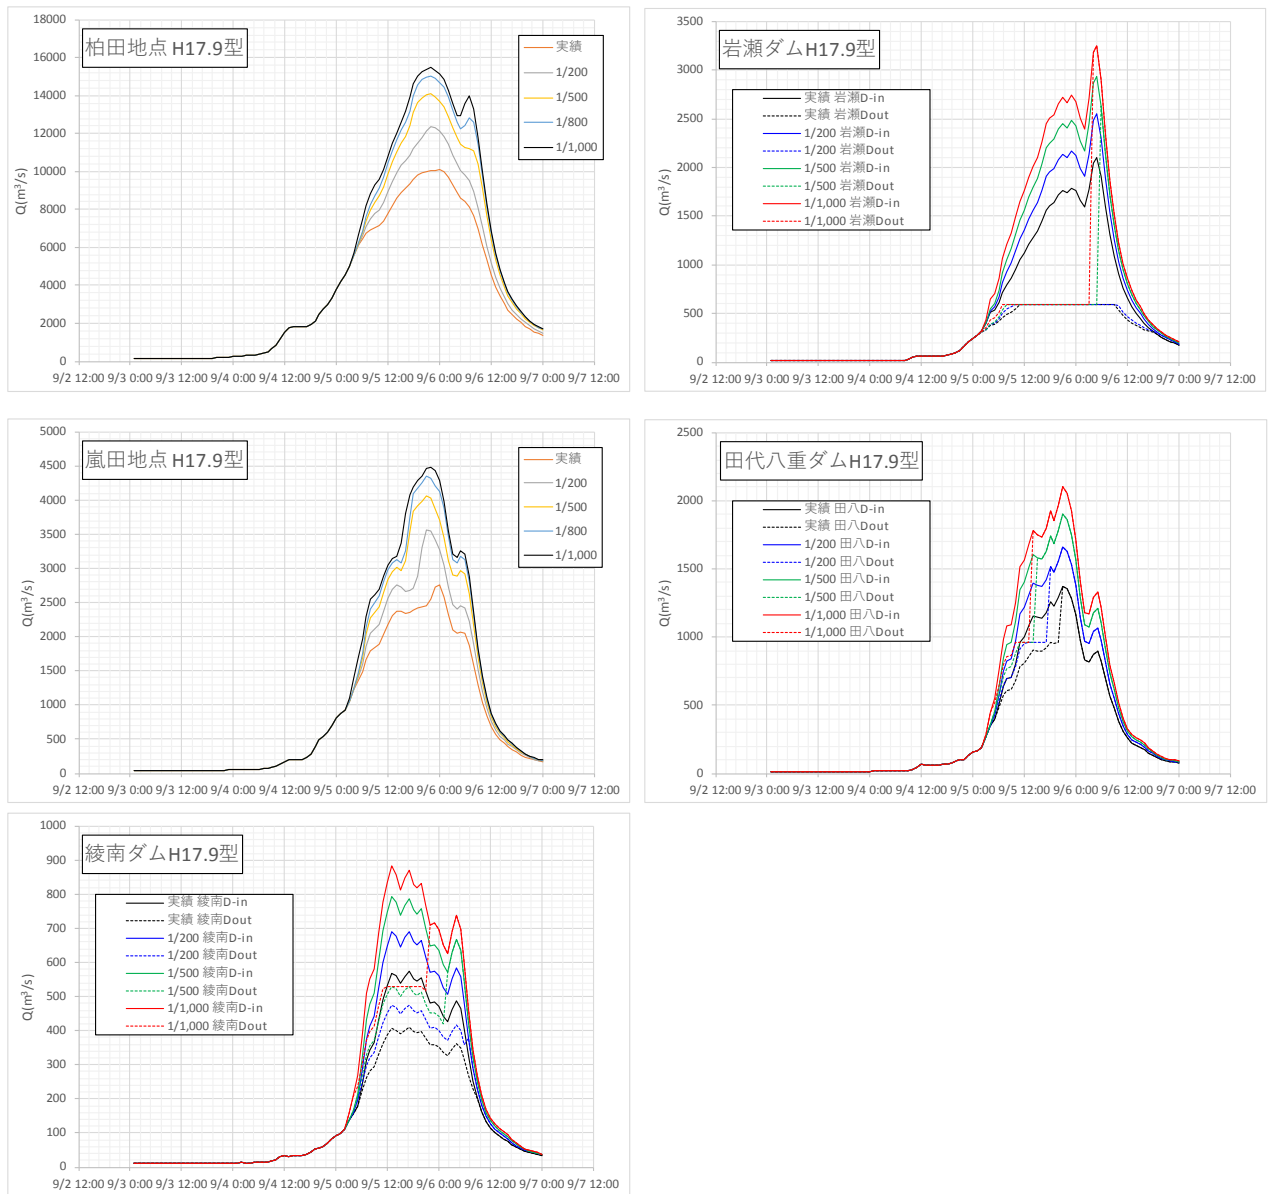 柏田地点 H17.9型
Q(m³/s)
18000
16000
14000
12000
10000
8000
6000
4000
2000
0
9/2 12:00 9/3 0:00 9/3 12:00 9/4 0:00 9/4 12:00 9/5 0:00 9/5 12:00 9/6 0:00 9/6 12:00 9/7 0:00 9/7 12:00
実績
1/200
1/500
1/800
1/1,000
岩瀬ダムH17.9型
Q(m³/s)
3500
3000
2500
2000
1500
1000
500
0
9/2 12:00 9/3 0:00 9/3 12:00 9/4 0:00 9/4 12:00 9/5 0:00 9/5 12:00 9/6 0:00 9/6 12:00 9/7 0:00 9/7 12:00
実績 岩瀬D-in
実績 岩瀬Dout
1/200 岩瀬D-in
1/200 岩瀬Dout
1/500 岩瀬D-in
1/500 岩瀬Dout
1/1,000 岩瀬D-in
1/1,000 岩瀬Dout
嵐田地点 H17.9型
Q(m³/s)
5000
4500
4000
3500
3000
2500
2000
1500
1000
500
0
9/2 12:00 9/3 0:00 9/3 12:00 9/4 0:00 9/4 12:00 9/5 0:00 9/5 12:00 9/6 0:00 9/6 12:00 9/7 0:00 9/7 12:00
実績
1/200
1/500
1/800
1/1,000
田代八重ダムH17.9型
Q(m³/s)
2500
2000
1500
1000
500
0
9/2 12:00 9/3 0:00 9/3 12:00 9/4 0:00 9/4 12:00 9/5 0:00 9/5 12:00 9/6 0:00 9/6 12:00 9/7 0:00 9/7 12:00
実績 田八D-in
実績 田八Dout
1/200 田八D-in
1/200 田八Dout
1/500 田八D-in
1/500 田八Dout
1/1,000 田八D-in
1/1,000 田八Dout
綾南ダムH17.9型
Q(m³/s)
1000
900
800
700
600
500
400
300
200
100
0
9/2 12:00 9/3 0:00 9/3 12:00 9/4 0:00 9/4 12:00 9/5 0:00 9/5 12:00 9/6 0:00 9/6 12:00 9/7 0:00 9/7 12:00
実績 綾南D-in
実績 綾南Dout
1/200 綾南D-in
1/200 綾南Dout
1/500 綾南D-in
1/500 綾南Dout
1/1,000 綾南D-in
1/1,000 綾南Dout